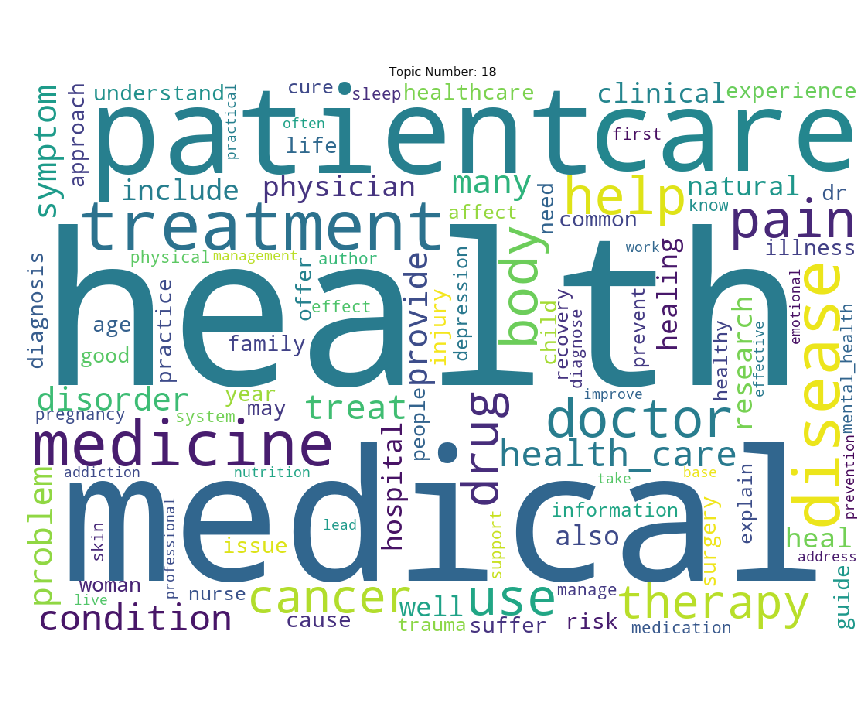 Topic Number: 18
symptom
approach
understand
practical
cure
sleep
healthcare
clinical
experience
patient
care
often
life
first
include
physician
many
help
natural
dr
treatment
affect
need
common
know
pain
illness
diagnosis
physical
management
offer
author
effect
provide
injury
depression
body
work
healing
emotional
health
age
good
practice
family
child
recovery
diagnose
prevent
healthy
research
effective
disease
mental_health
disorder
year
may
treat
people
improve
doctor
pregnancy
system
medicine
hospital
drug
health_care
addiction
nutrition
take
base
prevention
problem
medical
skin
professional
lead
support
information
also
explain
surgery
heal
address
issue
woman
live
nurse
cancer
well
use
manage
therapy
guide
condition
cause
trauma
suffer
risk
medication